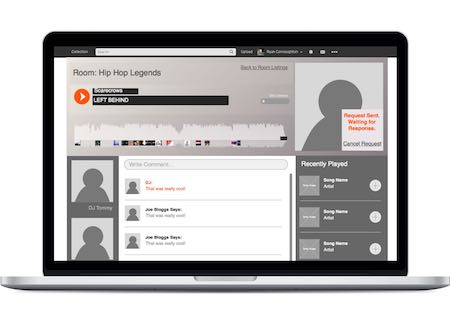 Collection
Search
Upload
Ryan Connaughton
Room: Hip Hop Legends
Back to Room Listings
Scarecrows
LEFT BEHIND
Request Sent.
Waiting for
Response.
Cancel Request
DJ Tommy
Write Comment...
DJ:
That was really cool!
Joe Bloggs Says:
That was really cool!
Joe Bloggs Says:
That was really cool!
Recently Played
Song Name
Artist
Song Name
Artist
Song Name
Artist